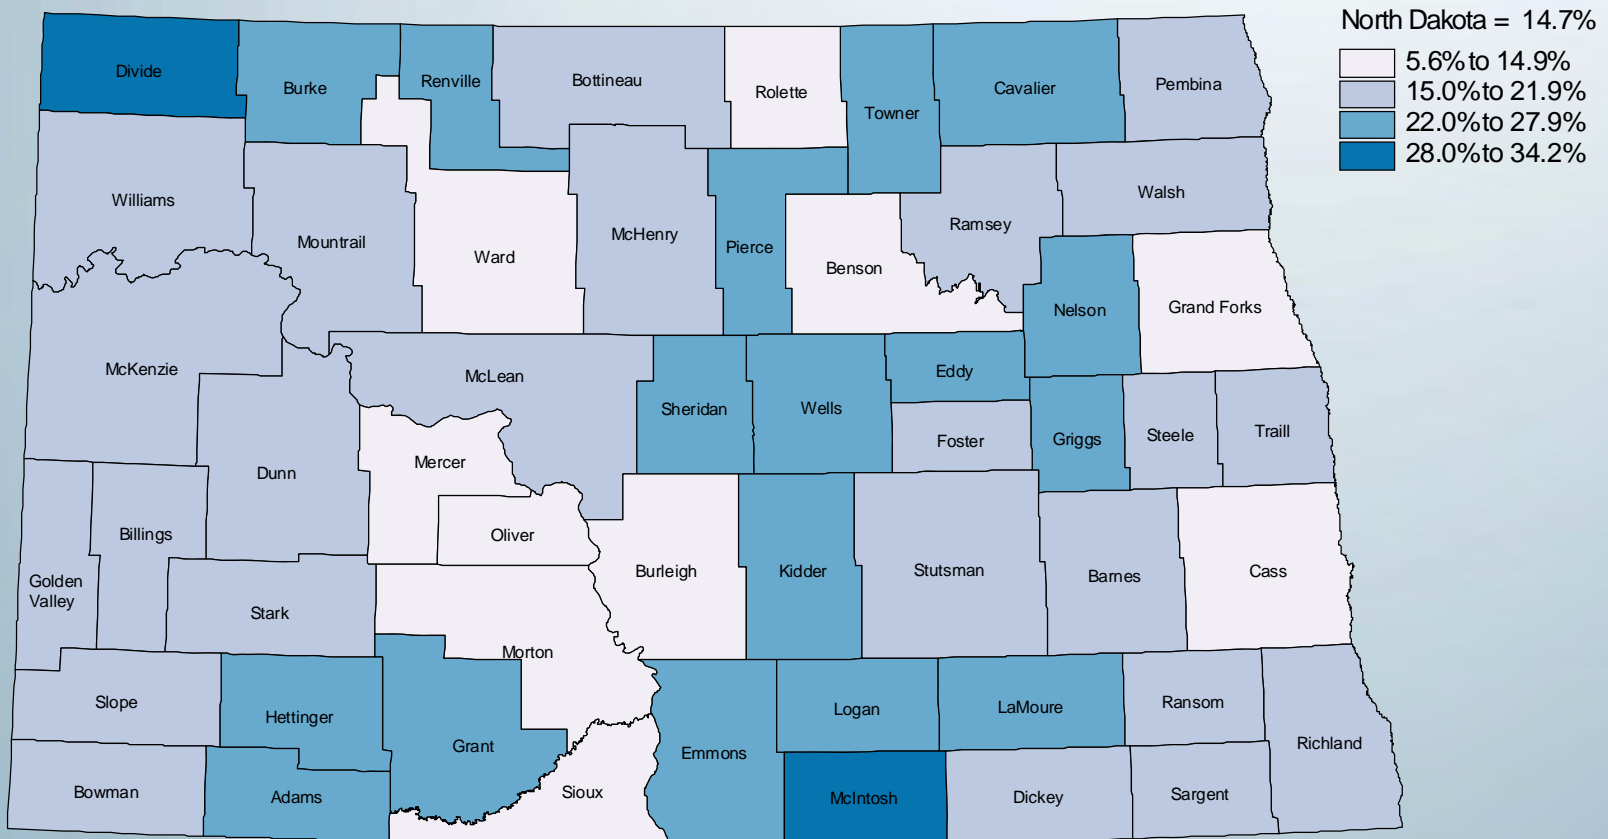 North Dakota = 14.7%
5.6% to 14.9%
15.0% to 21.9%
22.0% to 27.9%
28.0% to 34.2%
Divide
Burke
Renville
Bottineau
Rolette
Towner
Cavalier
Pembina
Williams
Mountrail
Ward
McHenry
Pierce
Benson
Ramsey
Walsh
Nelson
Grand Forks
McKenzie
McLean
Sheridan
Wells
Eddy
Foster
Griggs
Steele
Traill
Dunn
Mercer
Oliver
Billings
Golden
Valley
Stark
Burleigh
Kidder
Stutsman
Barnes
Cass
Morton
Slope
Hettinger
Grant
Emmons
Logan
LaMoure
Ransom
Richland
Bowman
Adams
Sioux
McIntosh
Dickey
Sargent